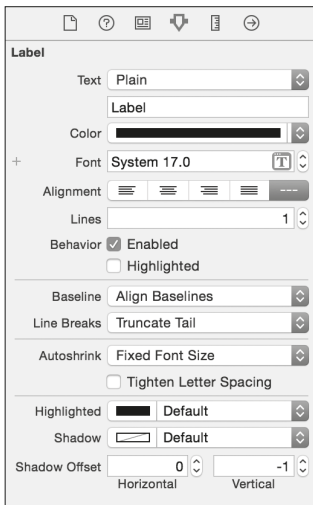 Label
Text Plain
Label
Color
+ Font System 17.0 T
Alignment ---
Lines 1
Behavior Enabled
Highlighted
Baseline Align Baselines
Line Breaks Truncate Tail
Autoshrink Fixed Font Size
Tighten Letter Spacing
Highlighted Default
Shadow Default
Shadow Offset 0 -1
Horizontal Vertical